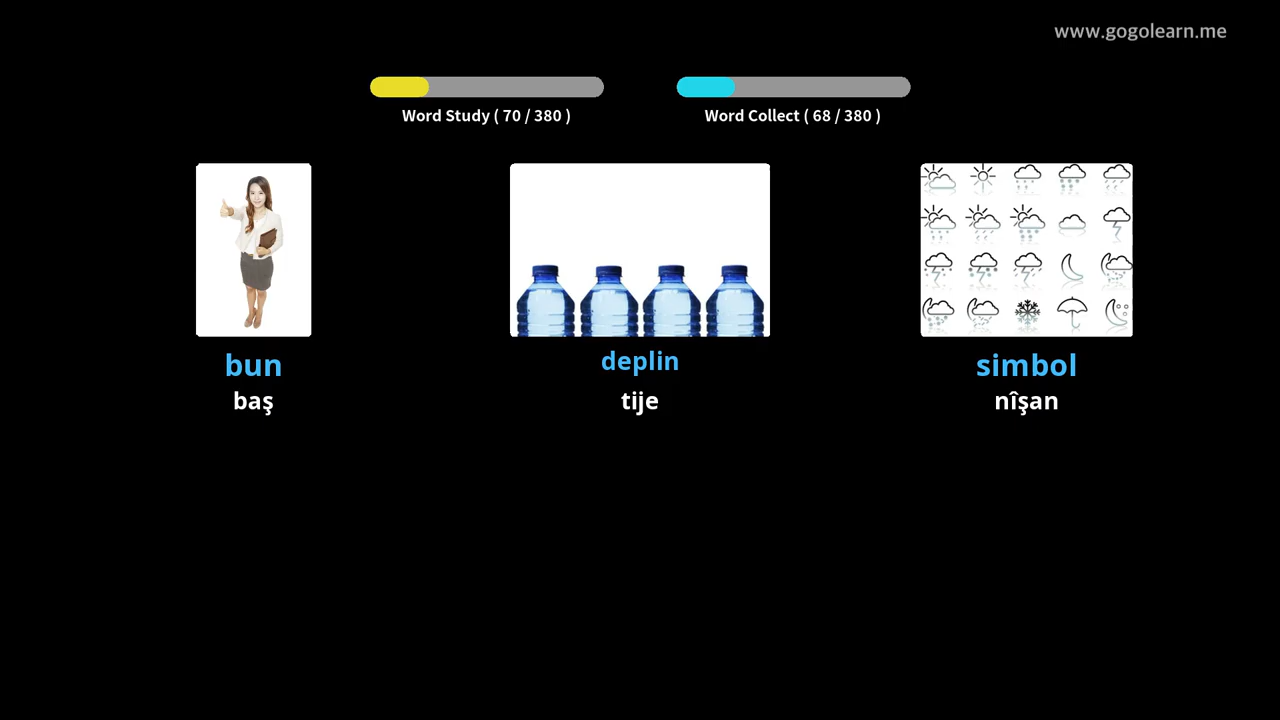 www.gogolearn.me
Word Study ( 70 / 380 )
Word Collect ( 68 / 380 )
bun
baş
deplin
tije
simbol
nîşan